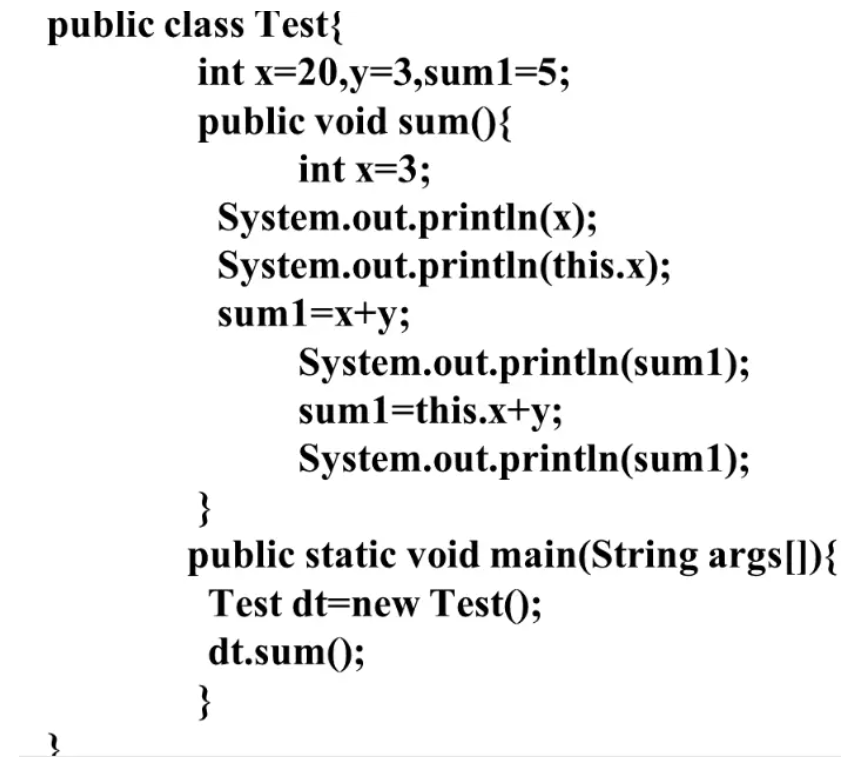 public class Test{
int x=20,y=3,sum1=5;
public void sum(){
int x=3;
System.out.println(x);
System.out.println(this.x);
sum1=x+y;
System.out.println(sum1);
sum1=this.x+y;
System.out.println(sum1);
}
public static void main(String args[]){
Test dt=new Test();
dt.sum();
}
}